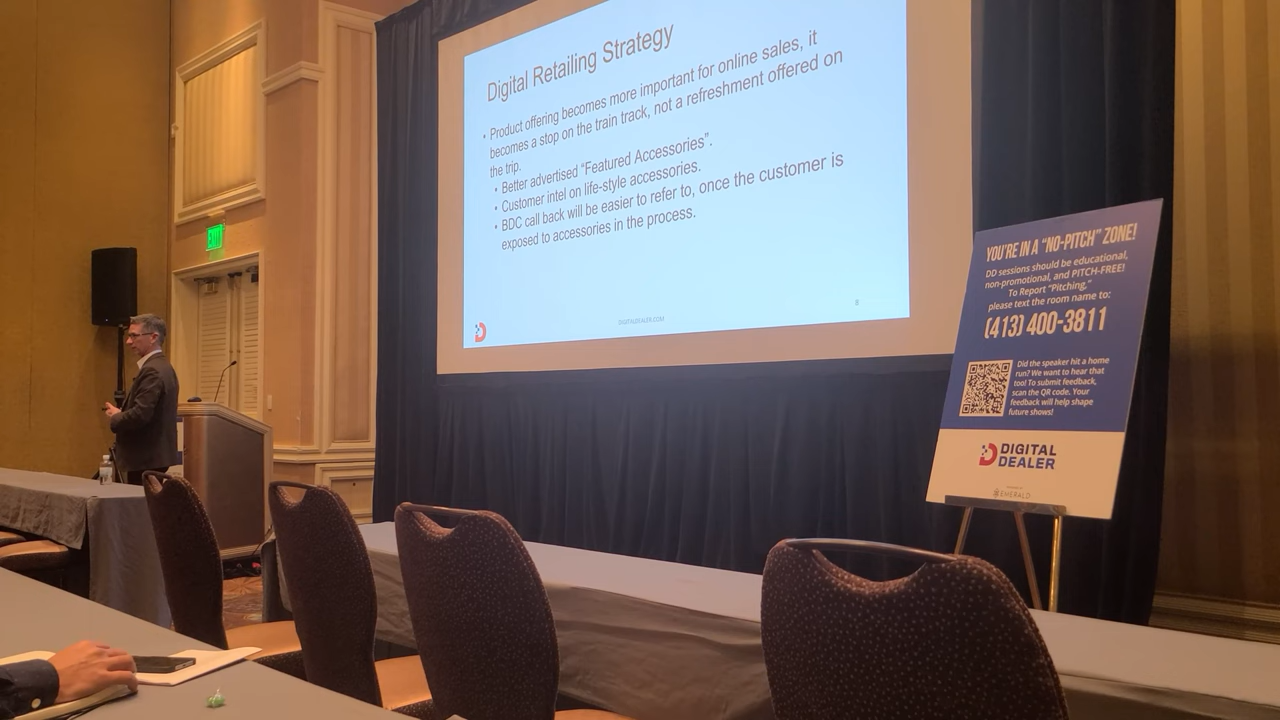 Digital Retailing Strategy
• Product offering becomes more important for online sales, it
becomes a stop on the train track, not a refreshment offered on
the trip.
• Better advertised “Featured Accessories”.
• Customer intel on life-style accessories.
• BDC call back will be easier to refer to, once the customer is
exposed to accessories in the process.
DIGITALDEALER.COM
8
EXIT
YOU'RE IN A “NO-PITCH” ZONE!
DD sessions should be educational,
non-promotional, and PITCH-FREE!
To Report “Pitching,”
please text the room name to:
(413) 400-3811
Did the speaker hit a home
run? We want to hear that
too! To submit feedback,
scan the QR code. Your
feedback will help shape
future shows!
DIGITAL
DEALER
EMERALD